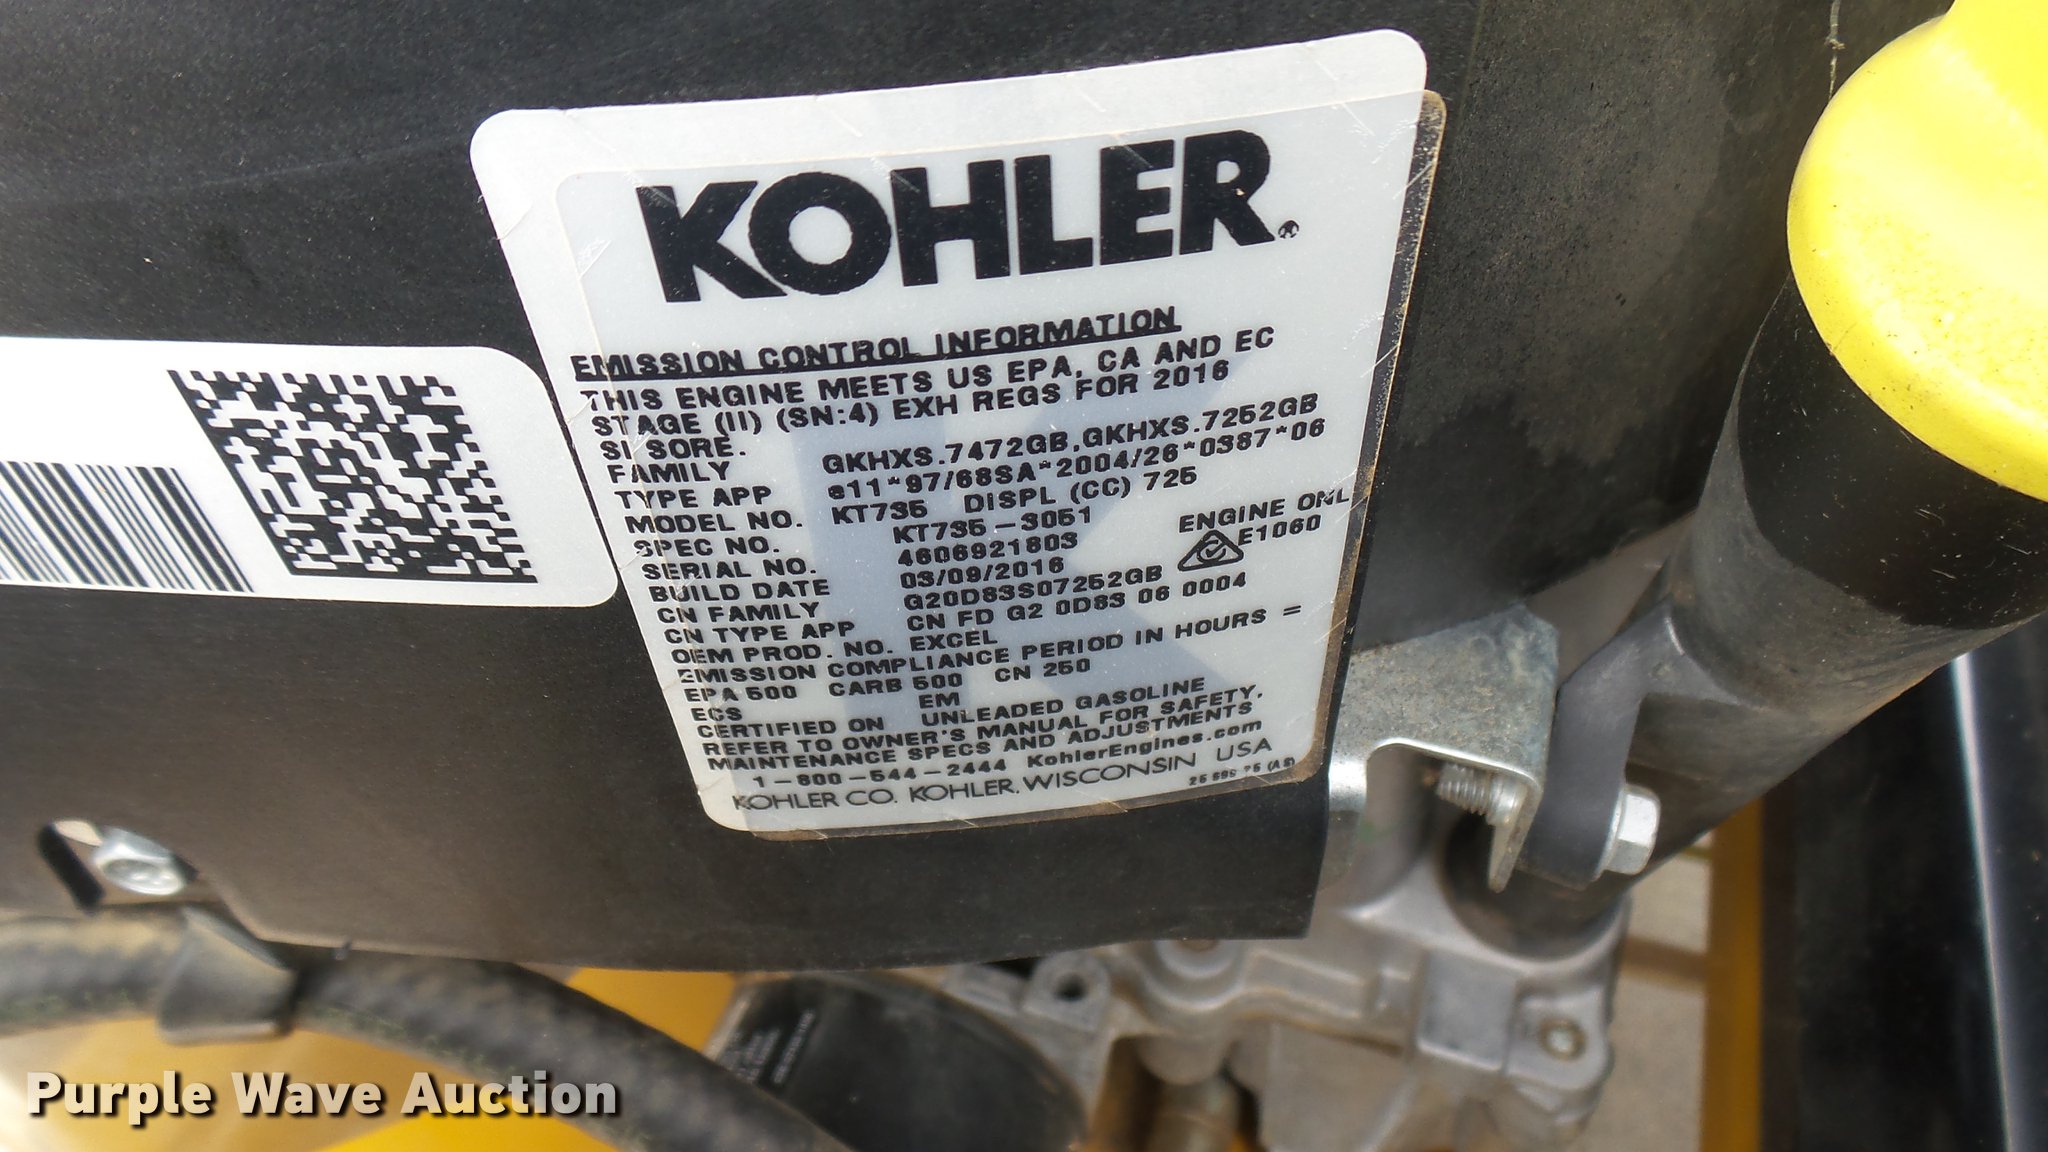 KOHLER®
EMISSION CONTROL INFORMATION
THIS ENGINE MEETS US EPA, CA AND EC
STAGE (II) (SN:4) EXH REGS FOR 2016
SI SORE.
FAMILY GKHXS.7472GB,GKHXS.7252GB
TYPE APP e11*97/68SA*2004/26*0387*06
MODEL NO. KT735 DISPL (CC) 725
SPEC NO. KT735-3051
SERIAL NO. 4606921803 ENGINE ONL
BUILD DATE 03/09/2016 E1060
CN FAMILY G20D83S07252GB
CN TYPE APP CN FD G2 0D83 06 0004
OEM PROD. NO. EXCEL
EMISSION COMPLIANCE PERIOD IN HOURS =
EPA 500 CARB 500 CN 250
ECS EM
CERTIFIED ON UNLEADED GASOLINE
REFER TO OWNER'S MANUAL FOR SAFETY,
MAINTENANCE SPECS AND ADJUSTMENTS
1-800-544-2444 KohlerEngines.com
KOHLER CO. KOHLER, WISCONSIN USA
Purple Wave Auction